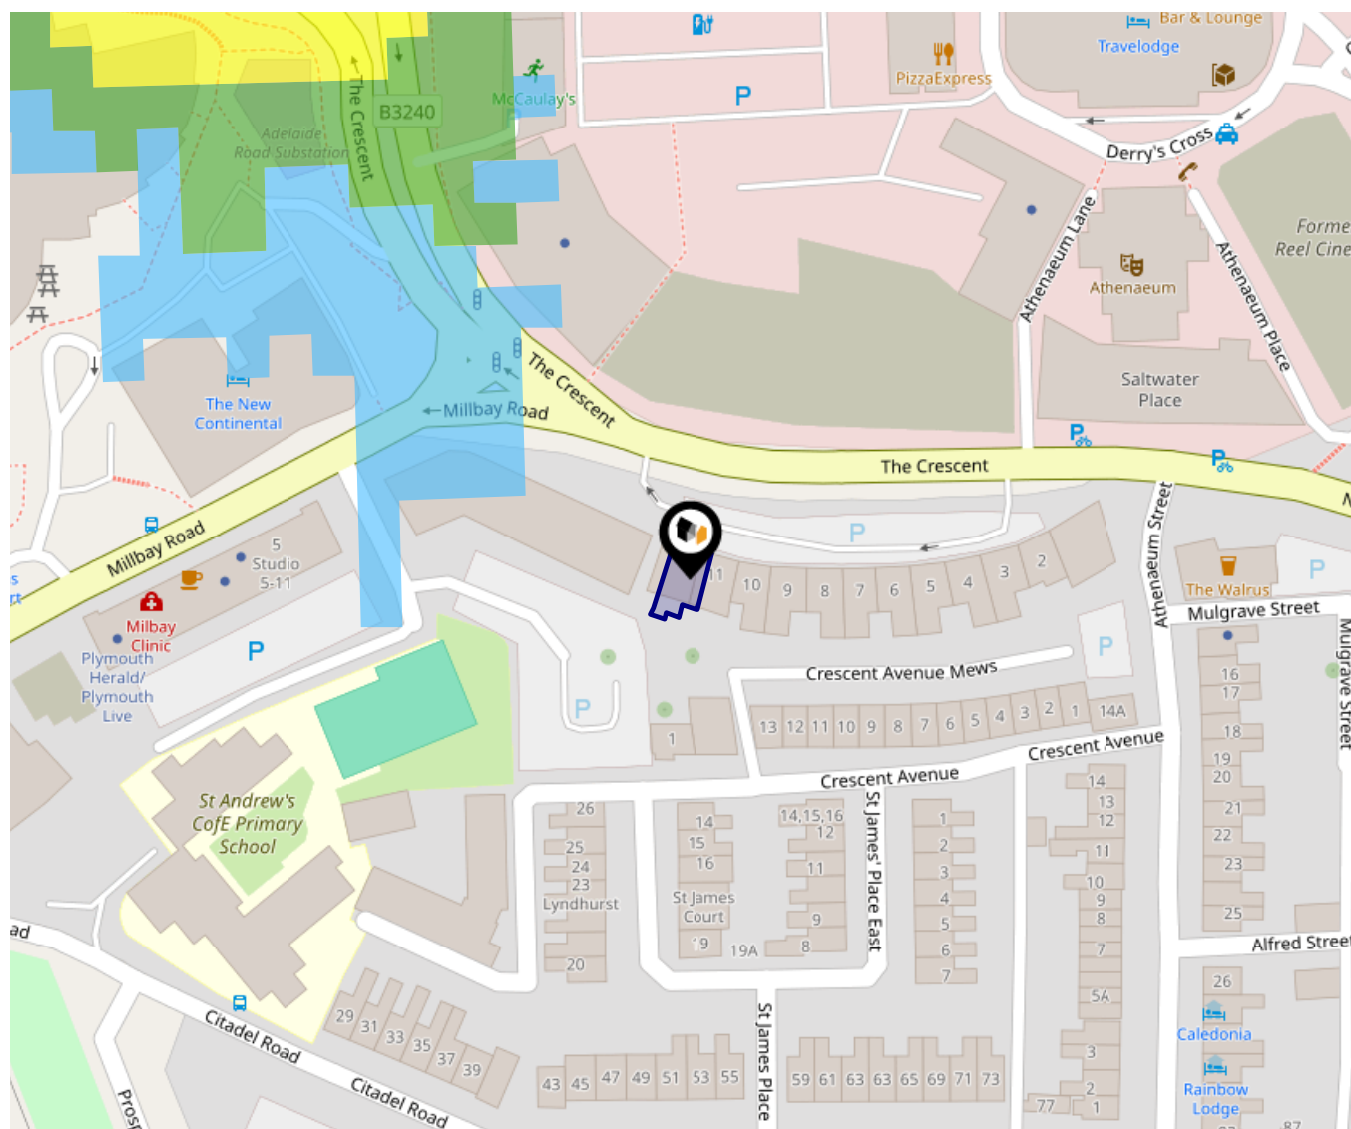 Bar & Lounge
Travelodge
PizzaExpress
McCaulay's
P
B3240
The Crescent
Adelaide
Road Substation
Derry's Cross
Athenaeum Lane
Athenaeum
Athenaeum Place
Forme
Reel Cine
Saltwater
Place
The Crescent
The New
Continental
Millbay Road
The Crescent
Millbay Road
5
Studio
5-11
Milbay
Clinic
Plymouth
Herald/
Plymouth
Live
P
P
P
11
10
9
8
7
6
5
4
3
2
Athenaeum Street
The Walrus
P
Mulgrave Street
Mulgrave Street
P
Crescent Avenue Mews
1
13
12
11
10
9
8
7
6
5
4
3
2
1
14A
Crescent Avenue
Crescent Avenue
16
17
18
19
20
21
22
23
25
St Andrew's
CofE Primary
School
26
25
24
23
Lyndhurst
20
14
15
16
St James
Court
19
19A
14,15,16
12
11
9
8
St James' Place East
1
2
3
4
5
6
7
14
13
12
11
10
9
8
7
5A
3
2
1
77
Alfred Street
26
Caledonia
Rainbow
Lodge
87
ad
Citadel Road
Citadel Road
29
31
33
35
37
39
43
45
47
49
51
53
55
St James Place
59
61
63
63
65
69
71
73